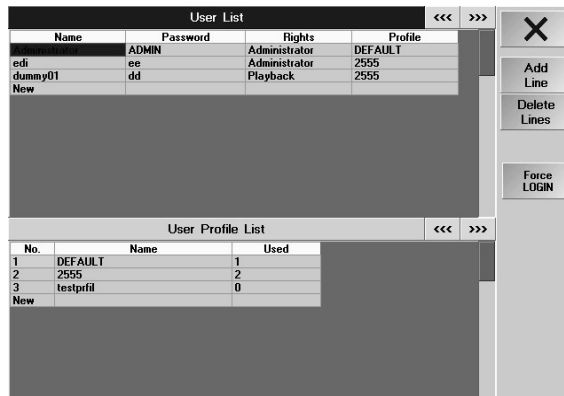 User List <<< >>>
Name Password Rights Profile
Administrator ADMIN Administrator DEFAULT
edi ee Administrator 2555
dummy01 dd Playback 2555
New
Add
Line
Delete
Lines
Force
LOGIN
User Profile List <<< >>>
No. Name Used
1 DEFAULT 1
2 2555 2
3 testprfil 0
New